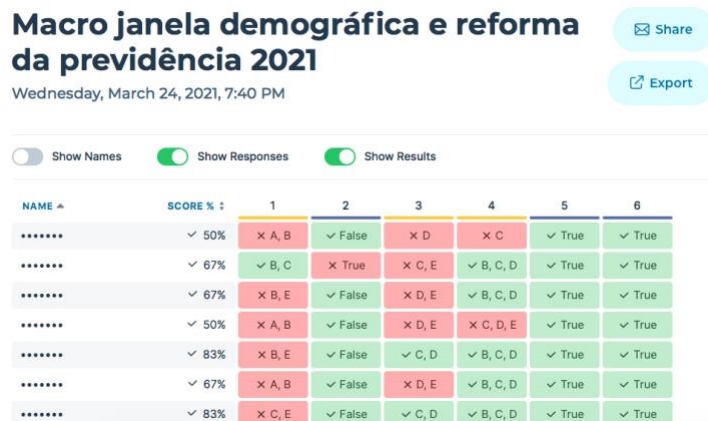 Macro janela demográfica e reforma
da previdência 2021
Wednesday, March 24, 2021, 7:40 PM
Share
Export
Show Names Show Responses Show Results
NAME SCORE % 1 2 3 4 5 6
••••••• ✓ 50% ✕ A, B ✓ False ✕ D ✕ C ✓ True ✓ True
••••••• ✓ 67% ✓ B, C ✕ True ✕ C, E ✓ B, C, D ✓ True ✓ True
••••••• ✓ 67% ✕ B, E ✓ False ✕ D, E ✓ B, C, D ✓ True ✓ True
••••••• ✓ 50% ✕ A, B ✓ False ✕ D, E ✕ C, D, E ✓ True ✓ True
••••••• ✓ 83% ✕ B, E ✓ False ✓ C, D ✓ B, C, D ✓ True ✓ True
••••••• ✓ 67% ✕ A, B ✓ False ✕ D, E ✓ B, C, D ✓ True ✓ True
••••••• ✓ 83% ✕ C, E ✓ False ✓ C, D ✓ B, C, D ✓ True ✓ True